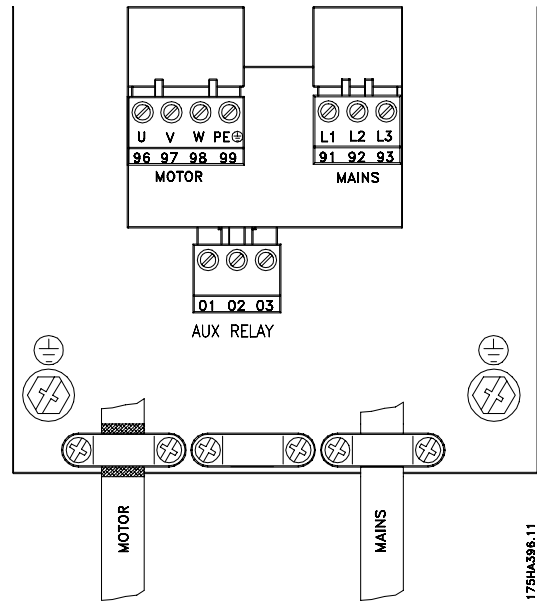 U V W PE
96 97 98 99
MOTOR
L1 L2 L3
91 92 93
MAINS
01 02 03
AUX RELAY
MOTOR
MAINS
175HA396.11